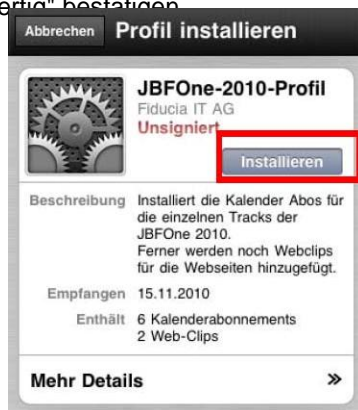 "Fertig" bestätigen
Abbrechen Profil installieren
JBFOne-2010-Profil
Fiducia IT AG
Unsigniert
Installieren
Beschreibung Installiert die Kalender Abos für
die einzelnen Tracks der
JBFOne 2010.
Ferner werden noch Webclips
für die Webseiten hinzugefügt.
Empfangen 15.11.2010
Enthält 6 Kalenderabonnements
2 Web-Clips
Mehr Details »